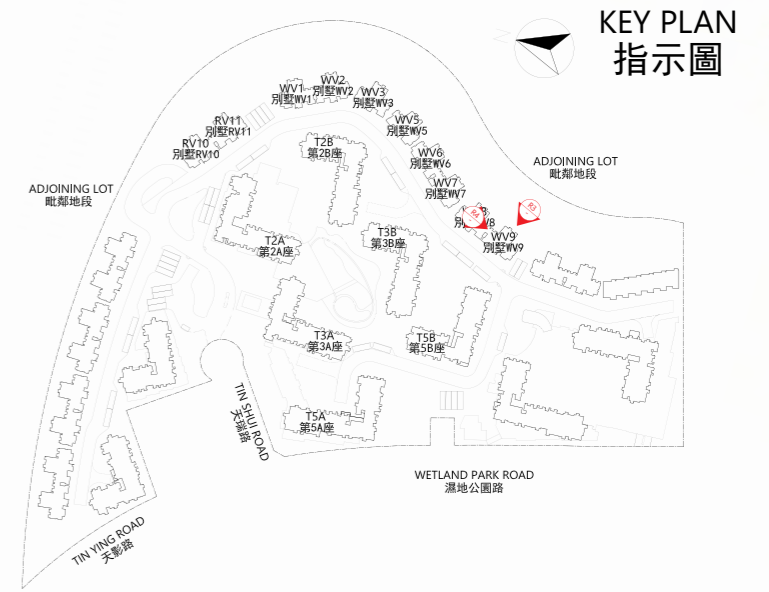 KEY PLAN
指示圖
N
WV1
別墅WV1
WV2
別墅WV2
WV3
別墅WV3
RV11
別墅RV11
RV10
別墅RV10
WV5
別墅WV5
T2B
第2B座
WV6
別墅WV6
ADJOINING LOT
毗鄰地段
WV7
別墅WV7
ADJOINING LOT
毗鄰地段
R4
R3
WV9
別墅WV9
T3B
第3B座
T2A
第2A座
T3A
第3A座
T5B
第5B座
TIN SHUI ROAD
天瑞路
T5A
第5A座
WETLAND PARK ROAD
濕地公園路
TIN YING ROAD
天影路